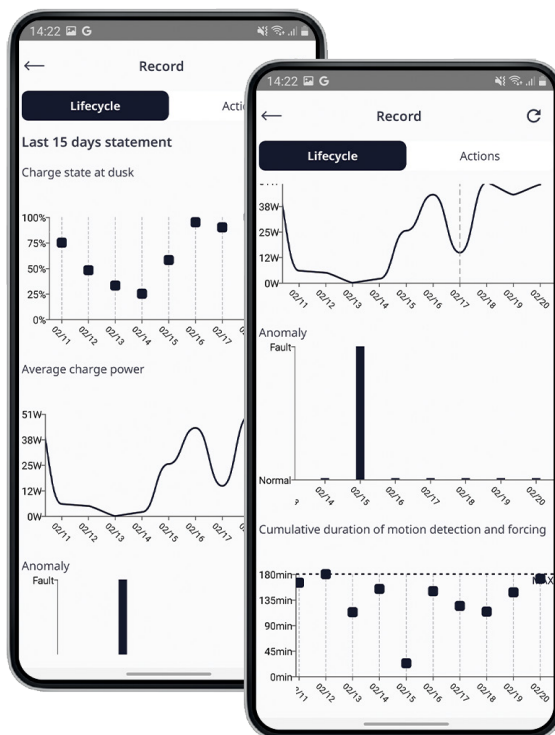 14:22 G
Record
Lifecycle
Last 15 days statement
Charge state at dusk
100%
75%
50%
25%
0%
02/11 02/12 02/13 02/14 02/15 02/16 02/17
Average charge power
51W
38W
25W
12W
0W
02/11 02/12 02/13 02/14 02/15 02/16 02/17
Anomaly
Fault
14:22 G
Record
Lifecycle Actions
38W
25W
12W
0W
02/11 02/12 02/13 02/14 02/15 02/16 02/17 02/18 02/19 02/20
Anomaly
Fault
Normal
02/14 02/15 02/16 02/17 02/18 02/19 02/20
Cumulative duration of motion detection and forcing
180min
135min
90min
45min
0min
02/12 02/13 02/14 02/15 02/16 02/17 02/18 02/19 02/20